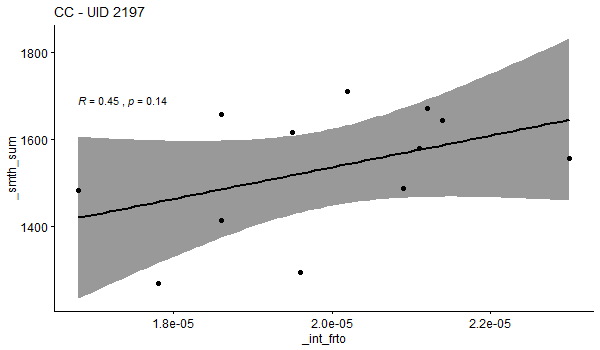 CC - UID 2197
1800
R = 0.45 , p = 0.14
1600
_smth_sum
1400
1.8e-05 2.0e-05 2.2e-05
_int_frto